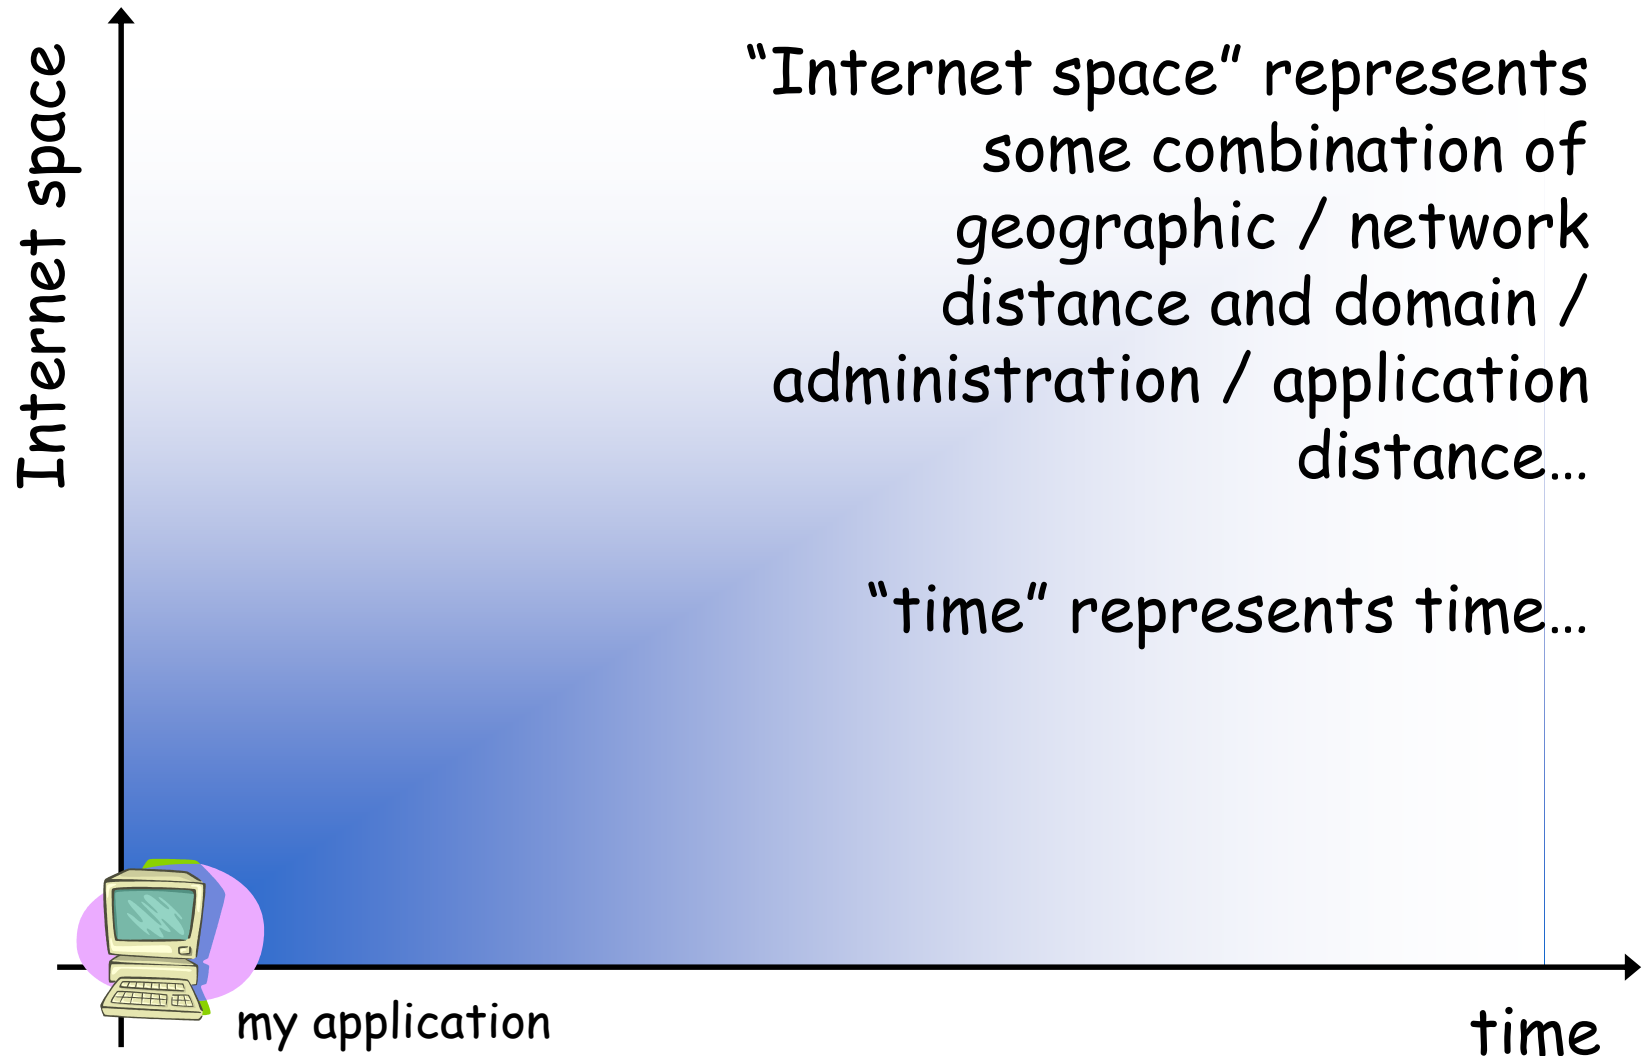 Internet space
“Internet space” represents
some combination of
geographic / network
distance and domain /
administration / application
distance…
“time” represents time…
my application
time